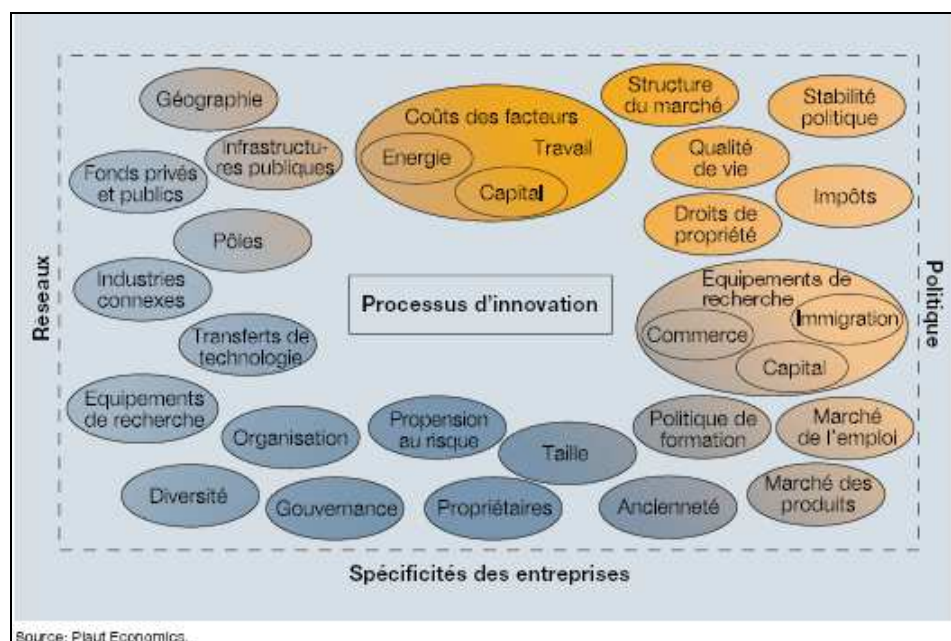 Géographie
Infrastructu-
res publiques
Fonds privés
et publics
Pôles
Industries
connexes
Transferts de
technologie
Equipements
de recherche
Organisation
Diversité
Gouvernance
Coûts des facteurs
Travail
Energie
Capital
Structure
du marché
Stabilité
politique
Qualité
de vie
Impôts
Droits de
propriété
Réseaux
Processus d'innovation
Politique
Equipements de
recherche
Immigration
Commerce
Capital
Propension
au risque
Taille
Propriétaires
Politique de
formation
Marché
de l'emploi
Ancienneté
Marché des
produits
Spécificités des entreprises
Source: Plaut Economics.